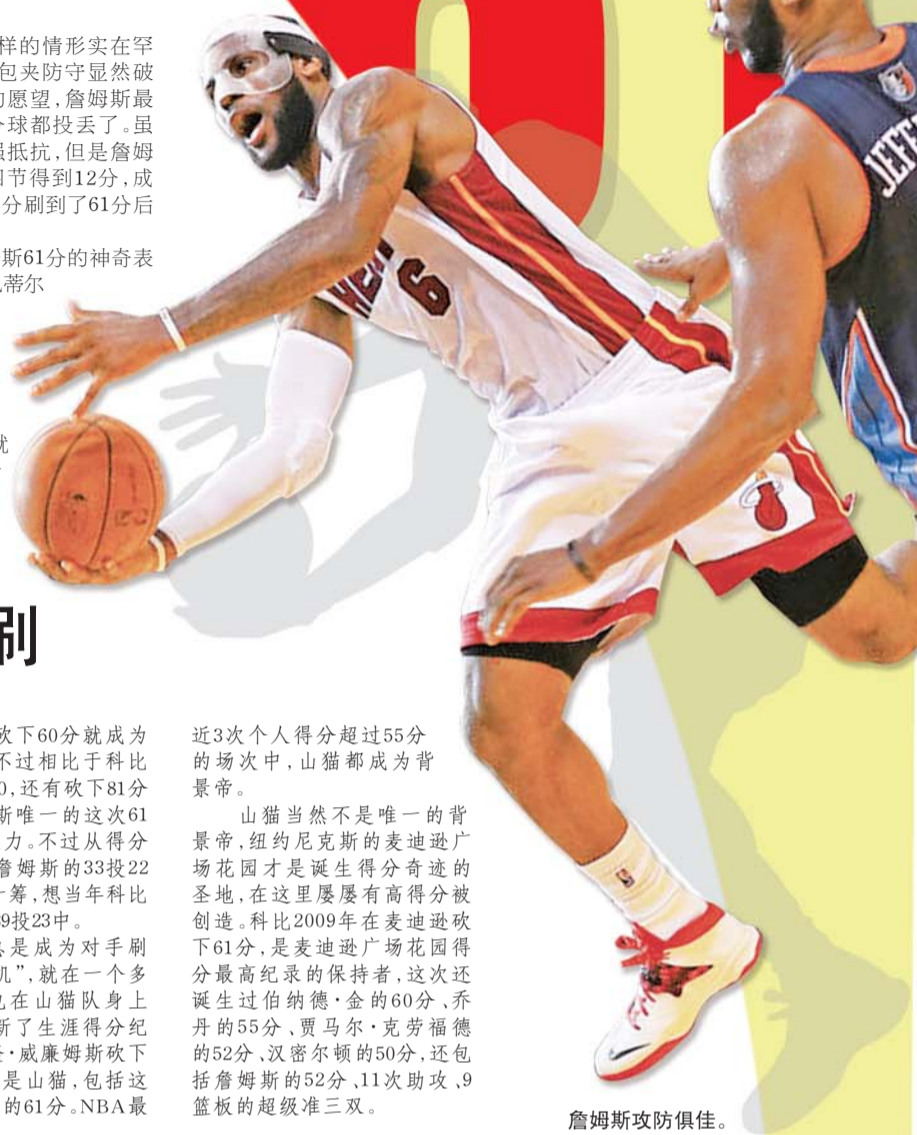 样的情形实在罕
包夹防守显然破
的愿望,詹姆斯最
个球都投丢了。虽
强抵抗,但是詹姆
四节得到12分,成
分刷到了61分后
斯61分的神奇表
蒂尔
就
刷
砍下60分就成为
不过相比于科比
0,还有砍下81分
斯唯一的这次61
力。不过从得分
詹姆斯的33投22
筹,想当年科比
39投23中。
是成为对手刷
机”,就在一个多
也在山猫队身上
新了生涯得分纪
·威廉姆斯砍下
是山猫,包括这
的61分。NBA最
近3次个人得分超过55分
的场次中,山猫都成为背
景帝。
山猫当然不是唯一的背
景帝,纽约尼克斯的麦迪逊广
场花园才是诞生得分奇迹的
圣地,在这里屡屡有高得分被
创造。科比2009年在麦迪逊砍
下61分,是麦迪逊广场花园得
分最高纪录的保持者,这次还
诞生过伯纳德·金的60分、乔
丹的55分、贾马尔·克劳福德
的52分、汉密尔顿的50分,还包
括詹姆斯的52分、11次助攻、9
篮板的超级准三双。
HEAT
6
JEFF
詹姆斯攻防俱佳。